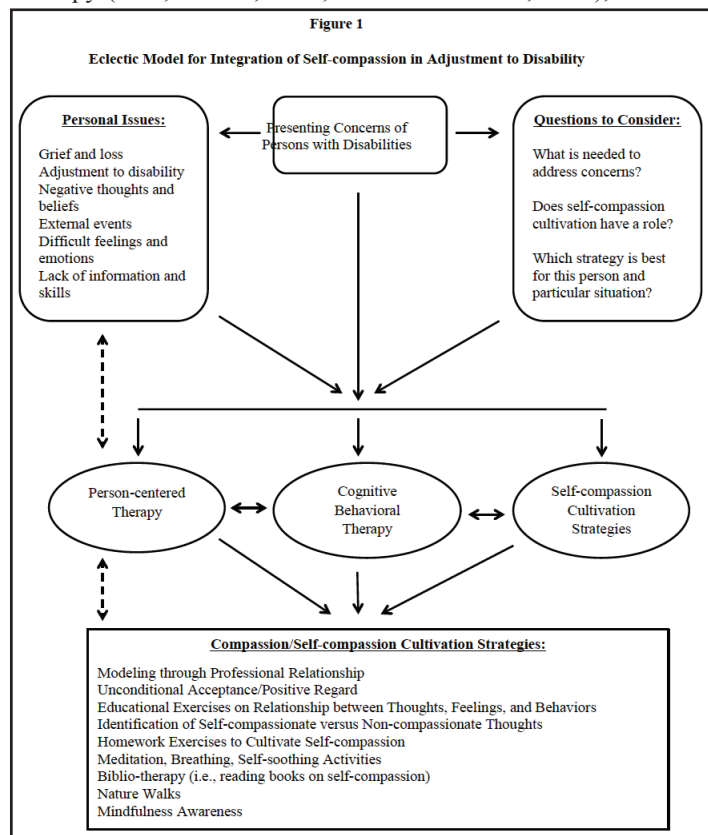 Figure 1
Eclectic Model for Integration of Self-compassion in Adjustment to Disability
Personal Issues:
Grief and loss
Adjustment to disability
Negative thoughts and
beliefs
External events
Difficult feelings and
emotions
Lack of information and
skills
Presenting Concerns of
Persons with Disabilities
Questions to Consider:
What is needed to
address concerns?
Does self-compassion
cultivation have a role?
Which strategy is best
for this person and
particular situation?
Person-centered
Therapy
Cognitive
Behavioral
Therapy
Self-compassion
Cultivation
Strategies
Compassion/Self-compassion Cultivation Strategies:
Modeling through Professional Relationship
Unconditional Acceptance/Positive Regard
Educational Exercises on Relationship between Thoughts, Feelings, and Behaviors
Identification of Self-compassionate versus Non-compassionate Thoughts
Homework Exercises to Cultivate Self-compassion
Meditation, Breathing, Self-soothing Activities
Biblio-therapy (i.e., reading books on self-compassion)
Nature Walks
Mindfulness Awareness